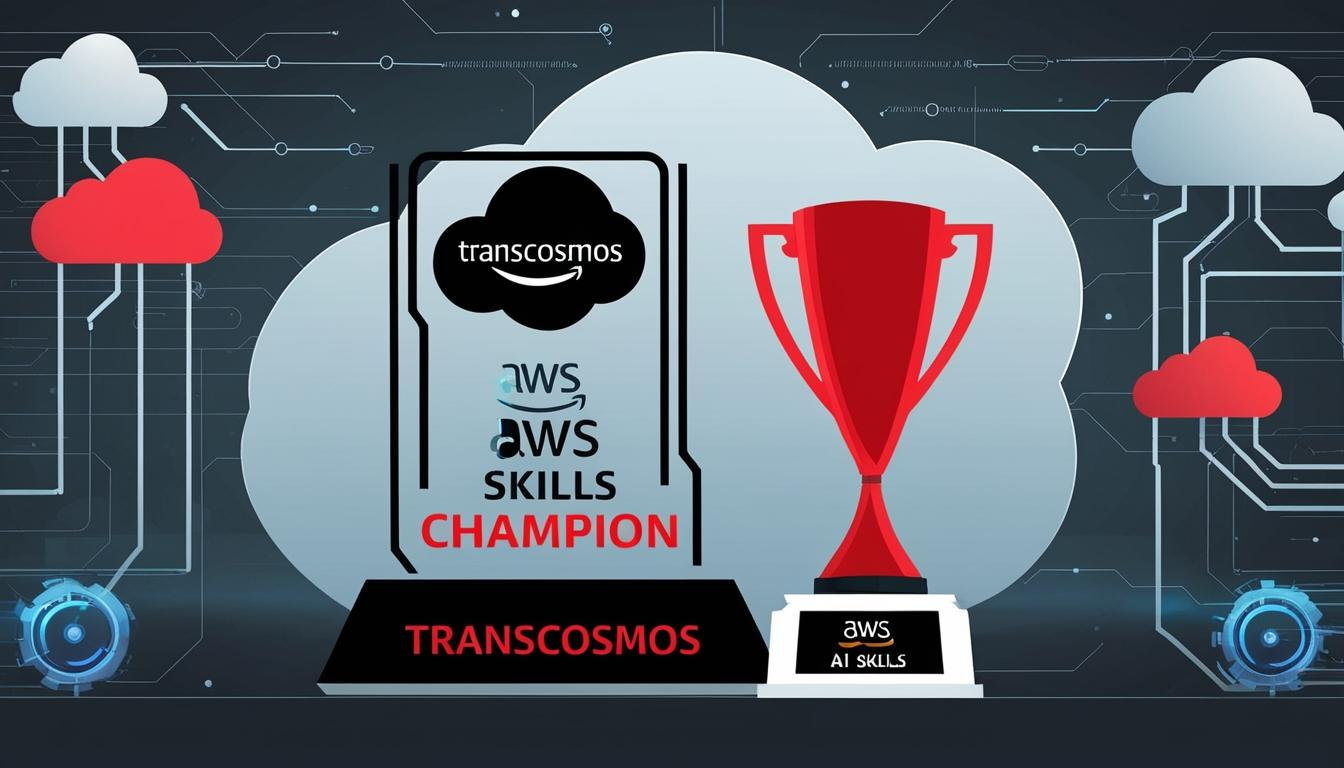 transcosmos
aws
aws
SKILLS
CHAMPION
TRANSCOSMOS
aws
AI SKILLS